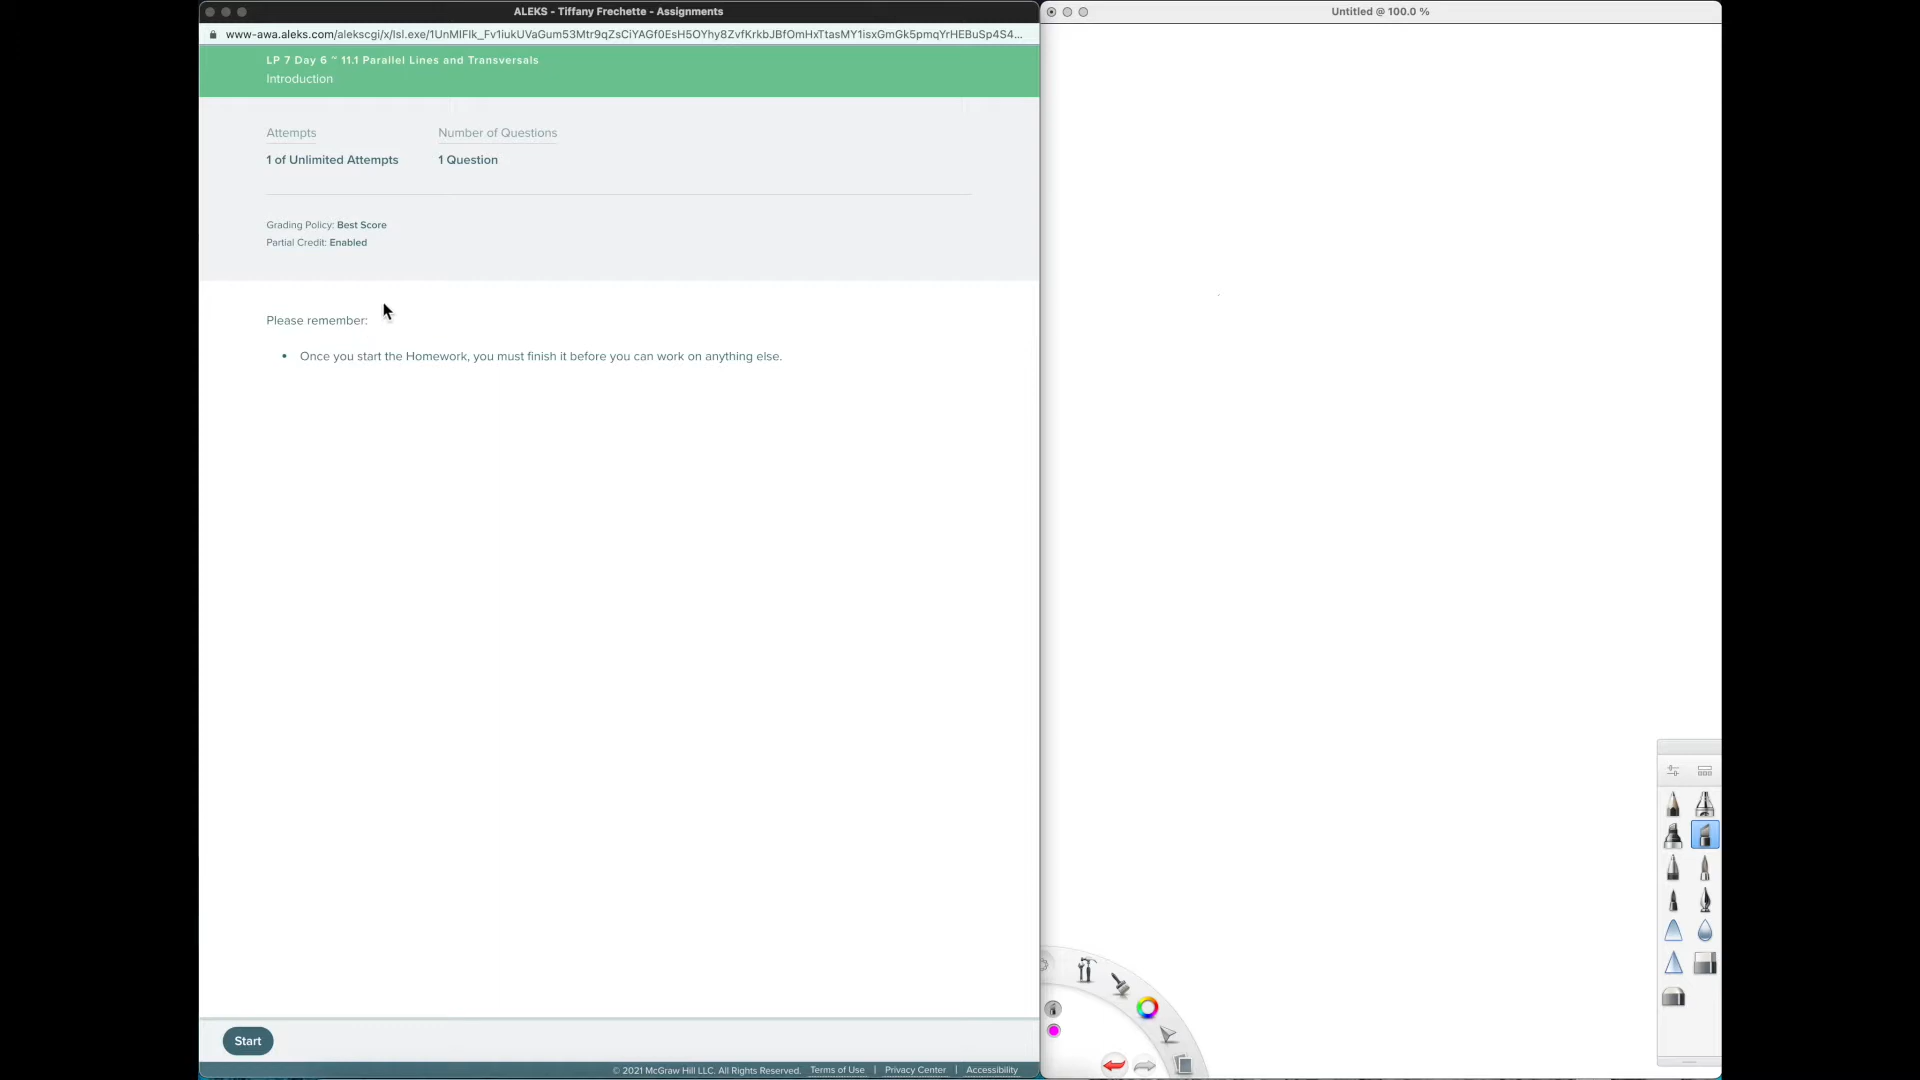 ALEKS - Tiffany Frechette - Assignments
Untitled @ 100.0 %
LP 7 Day 6 ~ 11.1 Parallel Lines and Transversals
Introduction
Attempts
Number of Questions
1 of Unlimited Attempts
1 Question
Grading Policy: Best Score
Partial Credit: Enabled
Please remember:
• Once you start the Homework, you must finish it before you can work on anything else.
Start
© 2021 McGraw Hill LLC. All Rights Reserved. Terms of Use | Privacy Center | Accessibility